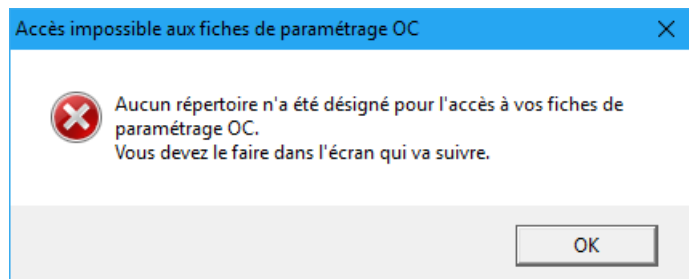 Accès impossible aux fiches de paramétrage OC
Aucun répertoire n'a été désigné pour l'accès à vos fiches de
paramétrage OC.
Vous devez le faire dans l'écran qui va suivre.
OK